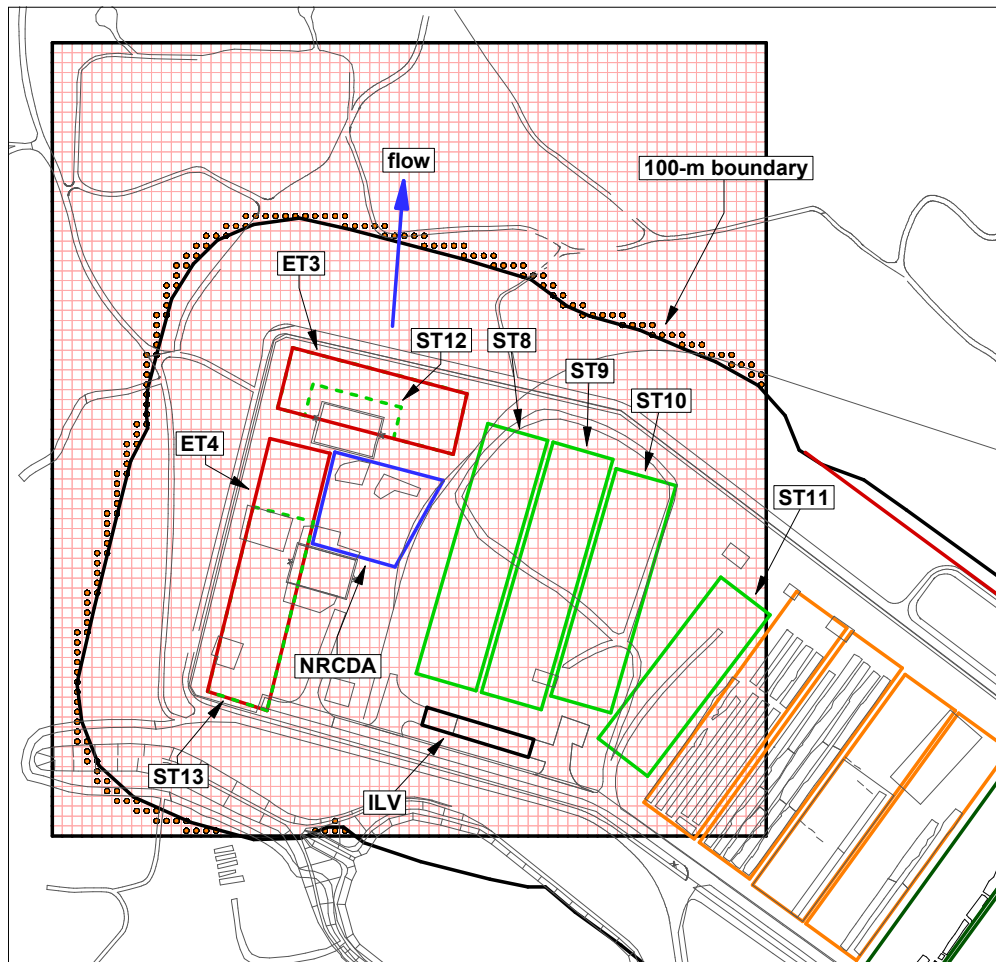 flow
100-m boundary
ET3
ST12
ST8
ST9
ST10
ET4
ST11
NRCDA
ST13
ILV